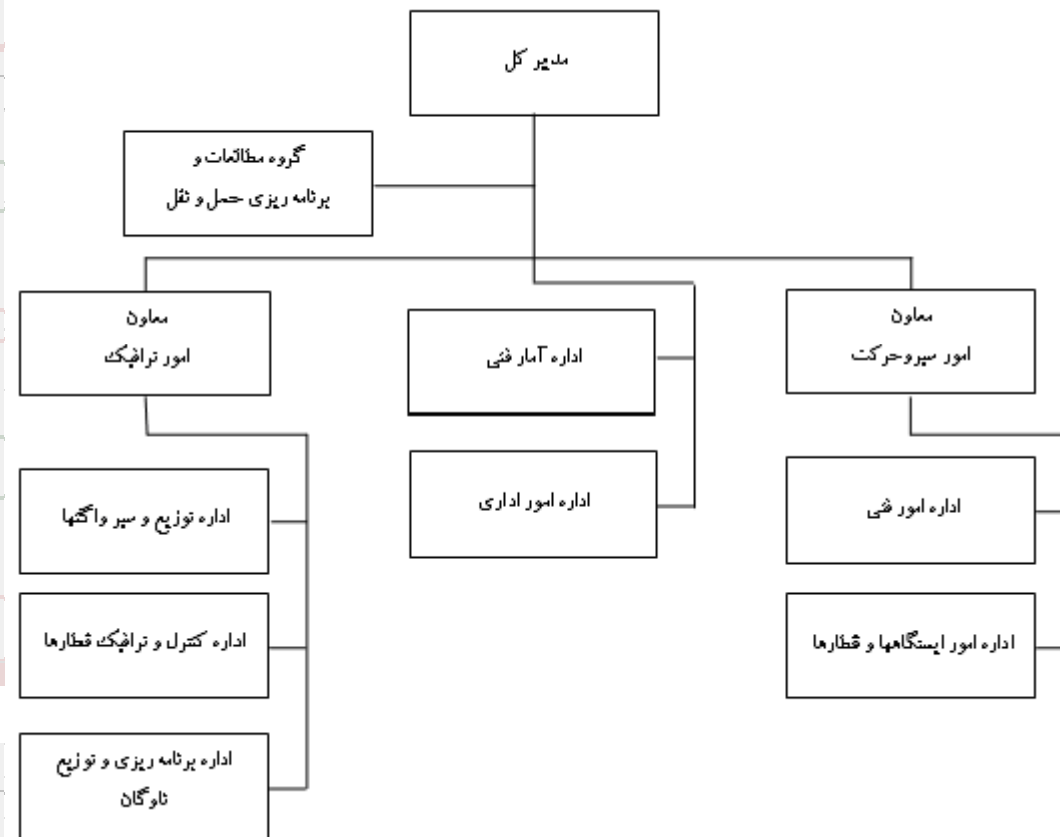 مدیر کل
گروه مطالعات و
برنامه ریزی حمل و نقل
معاون
امور سیروحرکت
اداره امور فنی
اداره امور ایستگاهها و قطارها
اداره آمار فنی
اداره امور اداری
معاون
امور ترافیک
اداره توزیع و سیر واگنها
اداره کنترل و ترافیک قطارها
اداره برنامه ریزی و توزیع
ناوگان